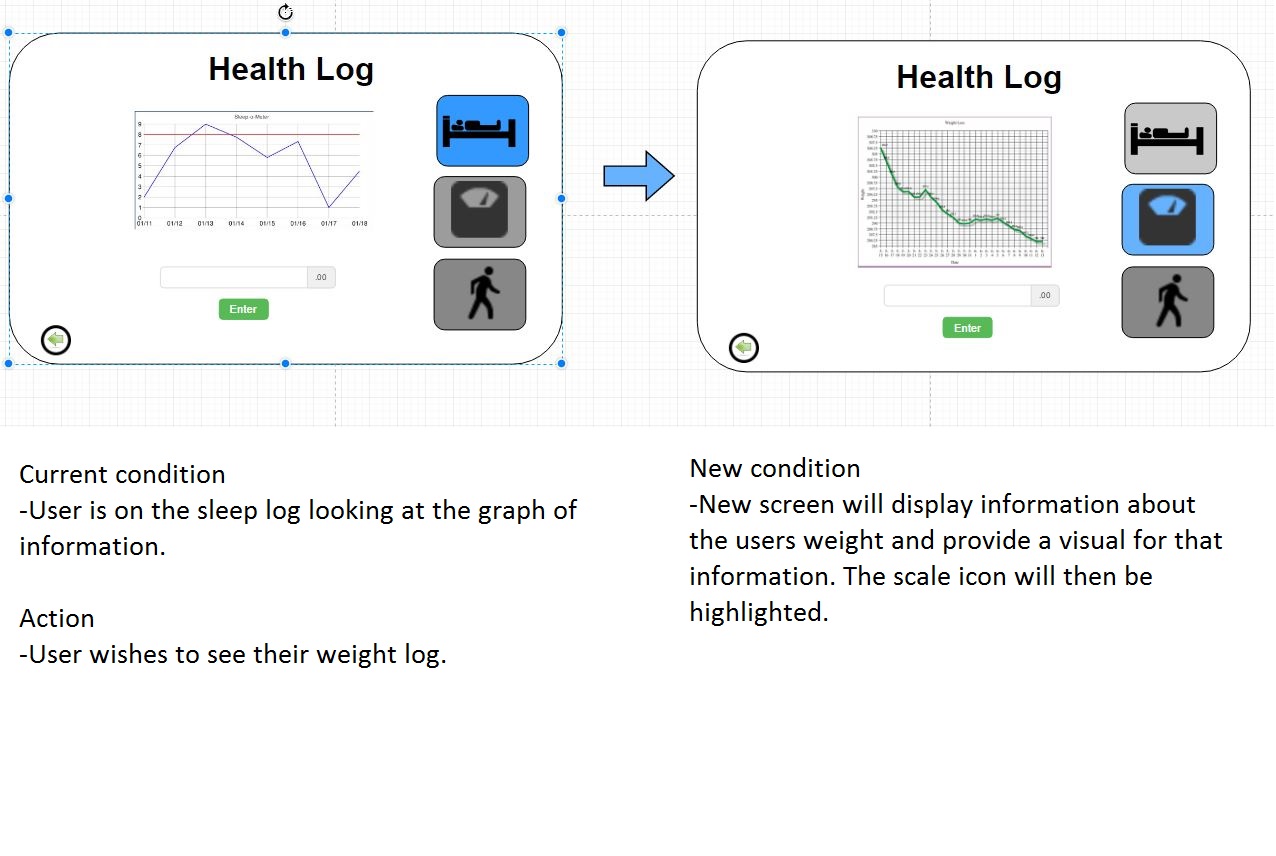 Health Log
Sleep-o-Meter
9
8
7
6
5
4
3
2
1
0
01/11 01/12 01/13 01/14 01/15 01/16 01/17 01/18
.00
Enter
Health Log
Weight Loss
Weight
Date
.00
Enter
Current condition
-User is on the sleep log looking at the graph of
information.
Action
-User wishes to see their weight log.
New condition
-New screen will display information about
the users weight and provide a visual for that
information. The scale icon will then be
highlighted.